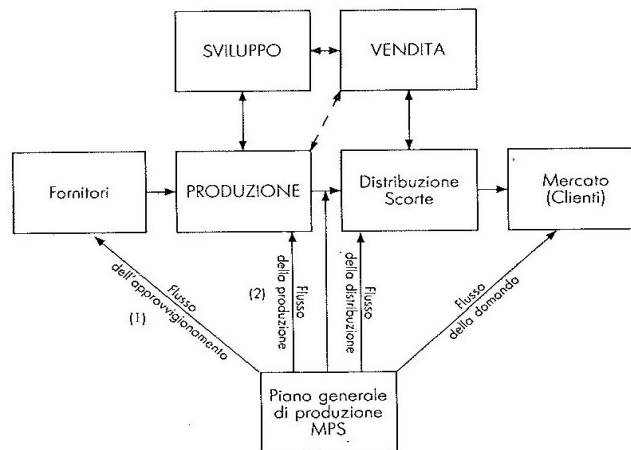 SVILUPPO
VENDITA
Fornitori
PRODUZIONE
Distribuzione
Scorte
Mercato
(Clienti)
Flusso
dell'approvvigionamento
(1)
(2)
Flusso
della produzione
Flusso
della distribuzione
Flusso
della domanda
Piano generale
di produzione
MPS